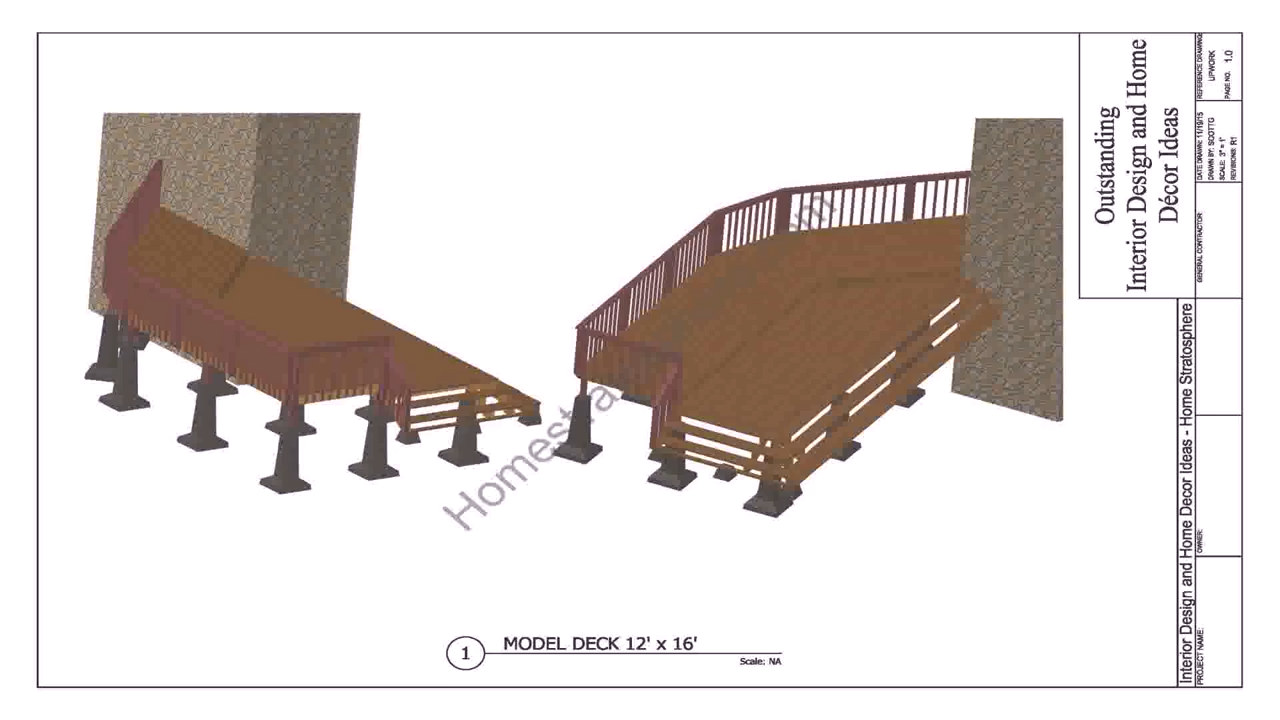 Outstanding
Interior Design and Home
Décor Ideas
REFERENCE DRAWING:
UPWORK
PAGE NO. 1.0
DATE DRAWN: 11/19/15
DRAWN BY: SCOTTG
SCALE: 3" = 1'
REVISIONS: R1
GENERAL CONTRACTOR:
OWNER:
PROJECT NAME:
Interior Design and Home Decor Ideas - Home Stratosphere
1
MODEL DECK 12' x 16'
Scale: NA